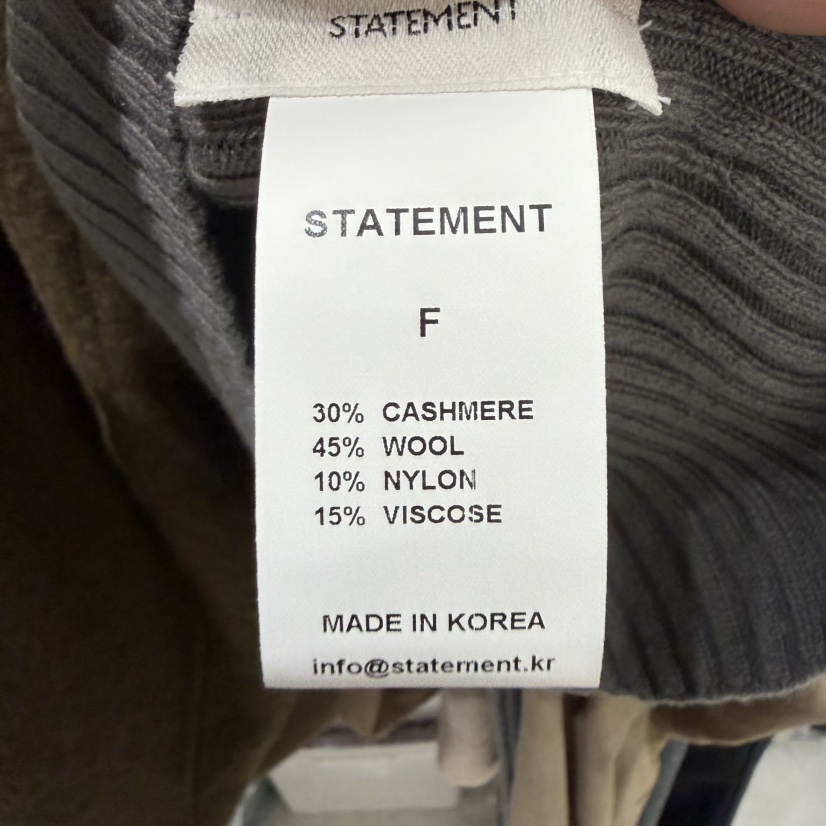 STATEMENT
STATEMENT
F
30% CASHMERE
45% WOOL
10% NYLON
15% VISCOSE
MADE IN KOREA
info@statement.kr